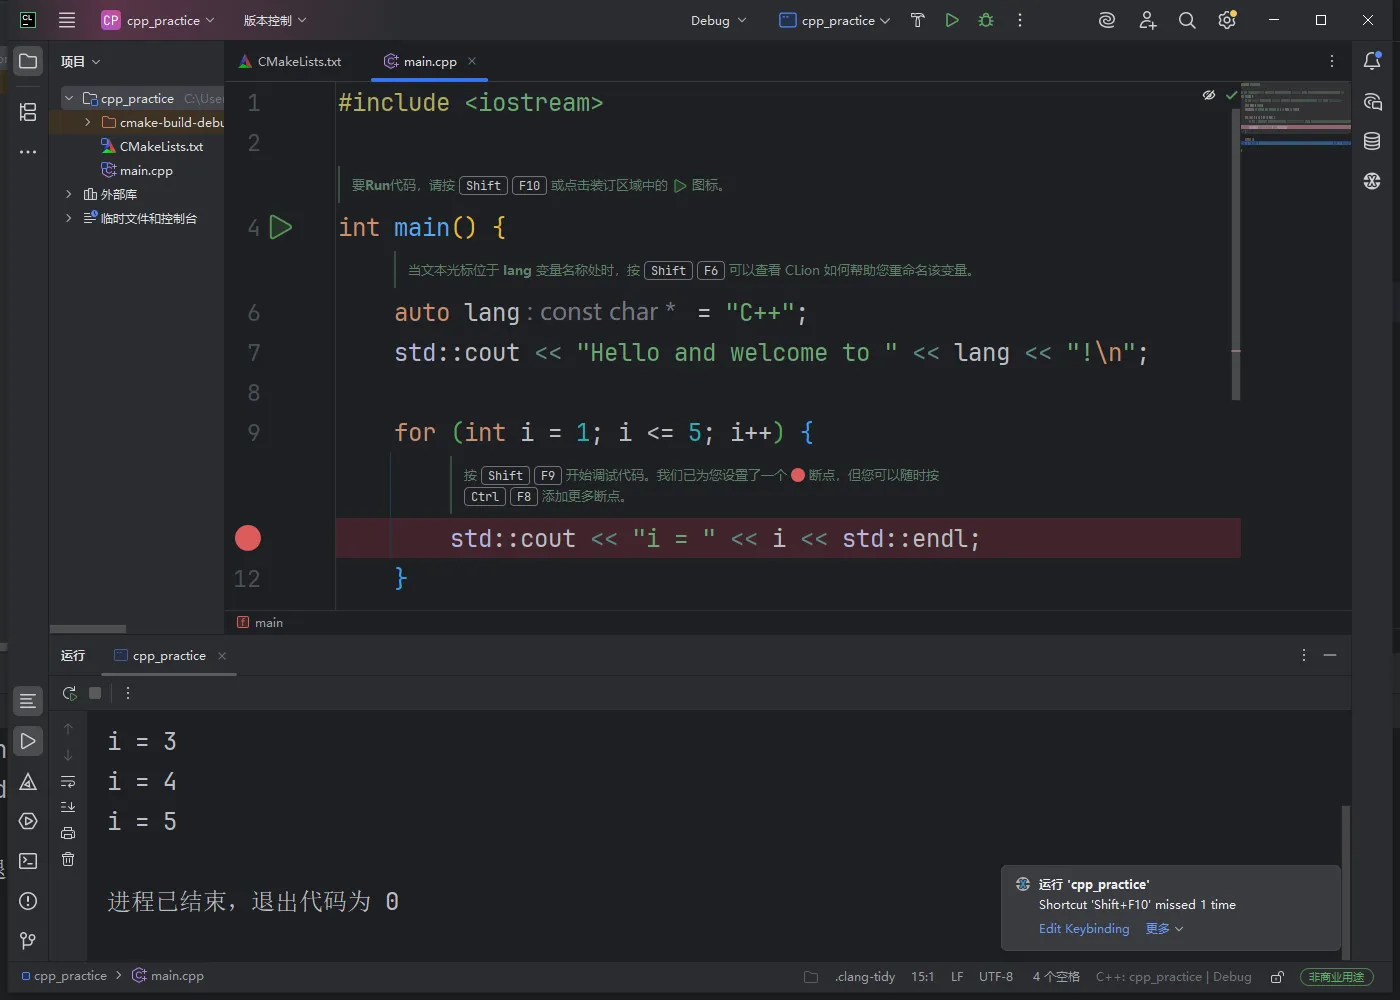 CL
CP cpp_practice 版本控制 Debug cpp_practice
项目
CMakeLists.txt
main.cpp
cpp_practice C:\Use
cmake-build-debu
CMakeLists.txt
main.cpp
外部库
临时文件和控制台
1 #include <iostream>
2
要Run代码，请按 Shift F10 或点击装订区域中的 图标。
4 int main() {
当文本光标位于 lang 变量名称处时，按 Shift F6 可以查看 CLion 如何帮助您重命名该变量。
6 auto lang : const char * = "C++";
7 std::cout << "Hello and welcome to " << lang << "!\n";
8
9 for (int i = 1; i <= 5; i++) {
按 Shift F9 开始调试代码。我们已为您设置了一个 断点，但您可以随时按
Ctrl F8 添加更多断点。
std::cout << "i = " << i << std::endl;
12 }
f main
运行 cpp_practice
i = 3
i = 4
i = 5
进程已结束，退出代码为 0
运行 'cpp_practice'
Shortcut 'Shift+F10' missed 1 time
Edit Keybinding 更多
cpp_practice main.cpp .clang-tidy 15:1 LF UTF-8 4 个空格 C++: cpp_practice | Debug 非商业用途